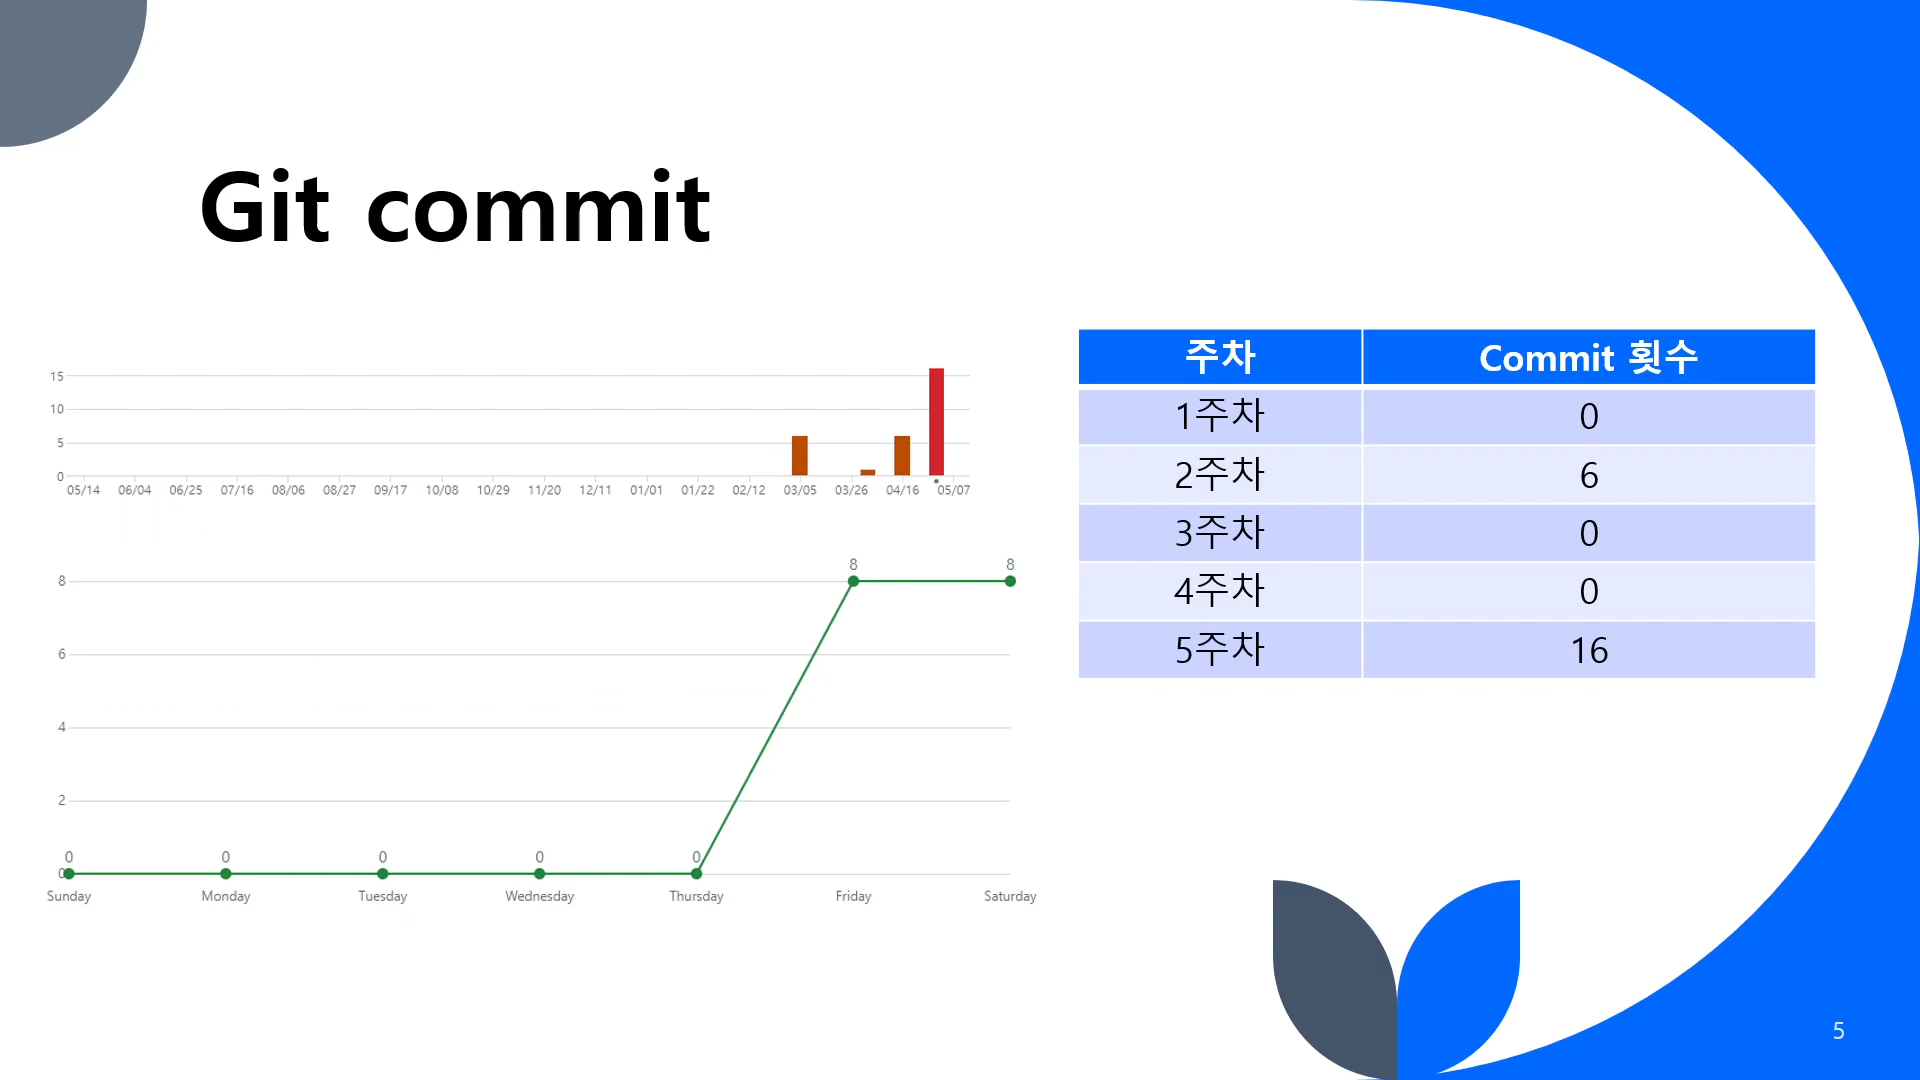 Git commit
15
10
5
0
05/14 06/04 06/25 07/16 08/06 08/27 09/17 10/08 10/29 11/20 12/11 01/01 01/22 02/12 03/05 03/26 04/16 05/07
8 8
8
6
4
2
0 0 0 0 0
0
Sunday Monday Tuesday Wednesday Thursday Friday Saturday
주차 Commit 횟수
1주차 0
2주차 6
3주차 0
4주차 0
5주차 16
5